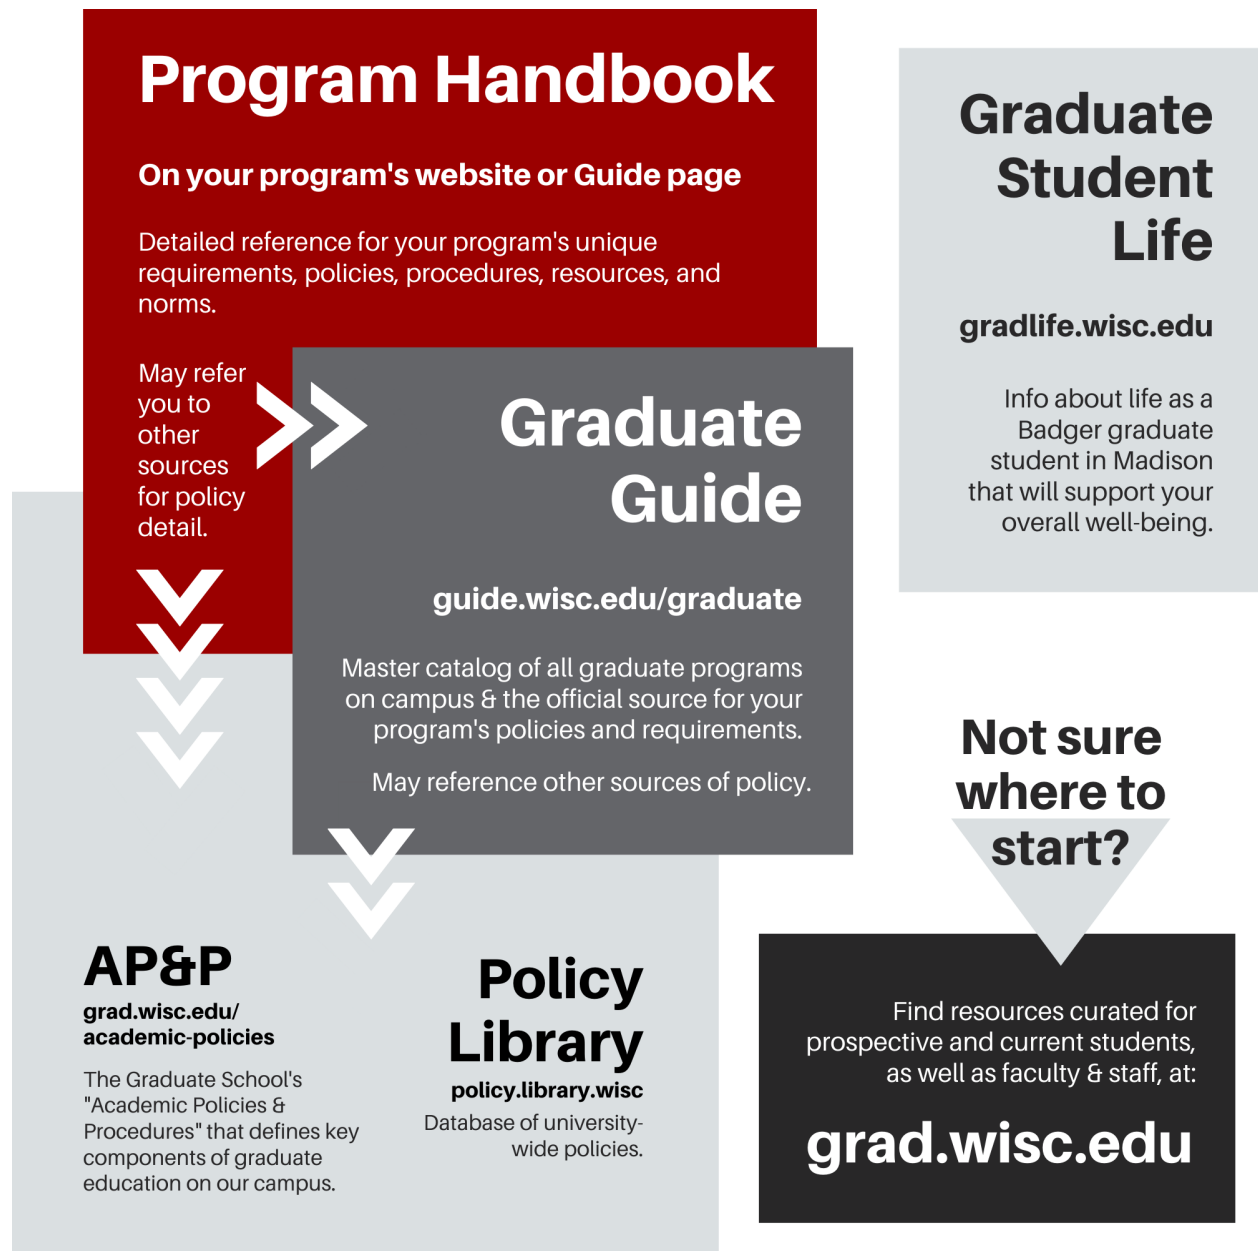 Program Handbook
On your program's website or Guide page
Detailed reference for your program's unique
requirements, policies, procedures, resources, and
norms.
May refer
you to
other
sources
for policy
detail.
Graduate
Guide
guide.wisc.edu/graduate
Master catalog of all graduate programs
on campus & the official source for your
program's policies and requirements.
May reference other sources of policy.
AP&P
grad.wisc.edu/
academic-policies
The Graduate School's
"Academic Policies &
Procedures" that defines key
components of graduate
education on our campus.
Policy
Library
policy.library.wisc
Database of university-
wide policies.
Graduate
Student
Life
gradlife.wisc.edu
Info about life as a
Badger graduate
student in Madison
that will support your
overall well-being.
Not sure
where to
start?
Find resources curated for
prospective and current students,
as well as faculty & staff, at:
grad.wisc.edu